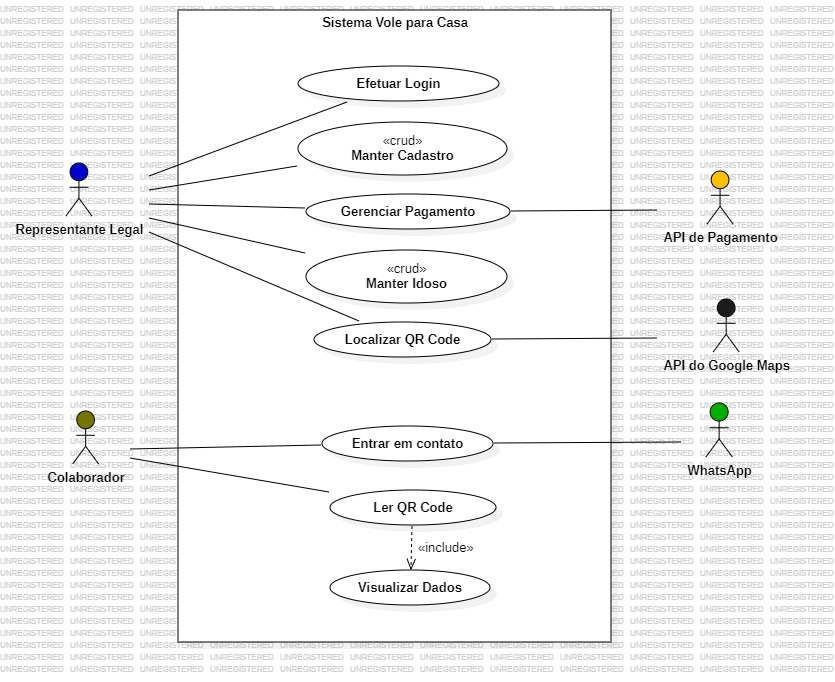 Sistema Vole para Casa
Efetuar Login
«crud»
Manter Cadastro
Representante Legal
Gerenciar Pagamento
API de Pagamento
«crud»
Manter Idoso
Localizar QR Code
API do Google Maps
Entrar em contato
WhatsApp
Colaborador
Ler QR Code
«include»
Visualizar Dados
UNREGISTERED